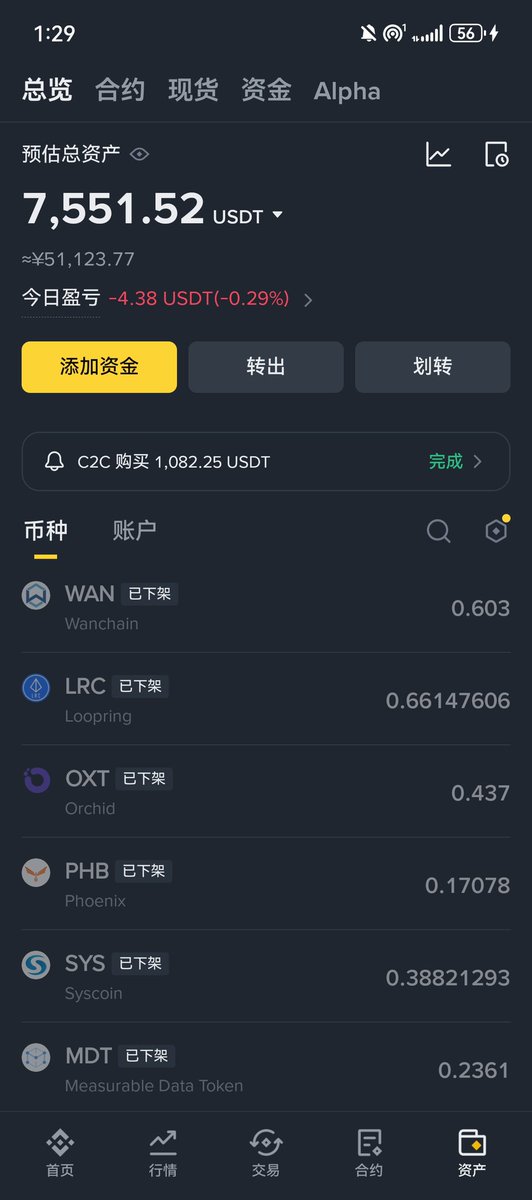 1:29
56
总览 合约 现货 资金 Alpha
预估总资产
7,551.52 USDT
≈¥51,123.77
今日盈亏 -4.38 USDT(-0.29%)
添加资金 转出 划转
C2C 购买 1,082.25 USDT 完成
币种 账户
WAN 已下架
0.603
Wanchain
LRC 已下架
0.66147606
Loopring
OXT 已下架
0.437
Orchid
PHB 已下架
0.17078
Phoenix
SYS 已下架
0.38821293
Syscoin
MDT 已下架
0.2361
Measurable Data Token
首页 行情 交易 合约 资产